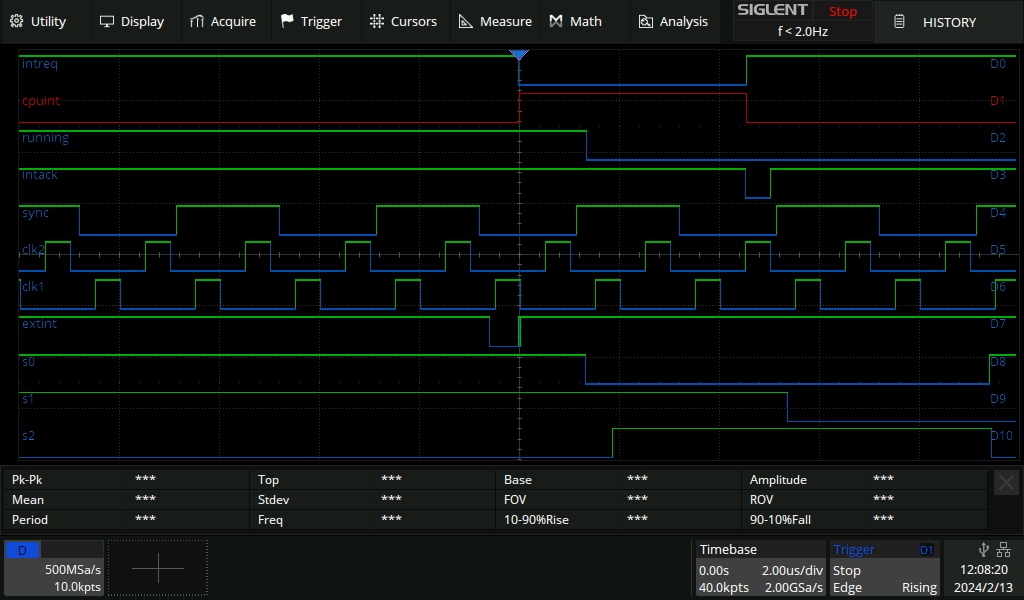 Utility Display Acquire Trigger Cursors Measure Math Analysis SIGLENT Stop HISTORY
f < 2.0Hz
intreq D0
cpuint D1
running D2
intack D3
sync D4
clk2 D5
clk1 D6
extint D7
s0 D8
s1 D9
s2 D10
Pk-Pk *** Top *** Base *** Amplitude ***
Mean *** Stdev *** FOV *** ROV ***
Period *** Freq *** 10-90%Rise *** 90-10%Fall ***
D Timebase Trigger D1
500MSa/s 0.00s 2.00us/div Stop 12:08:20
10.0kpts 40.0kpts 2.00GSa/s Edge Rising 2024/2/13